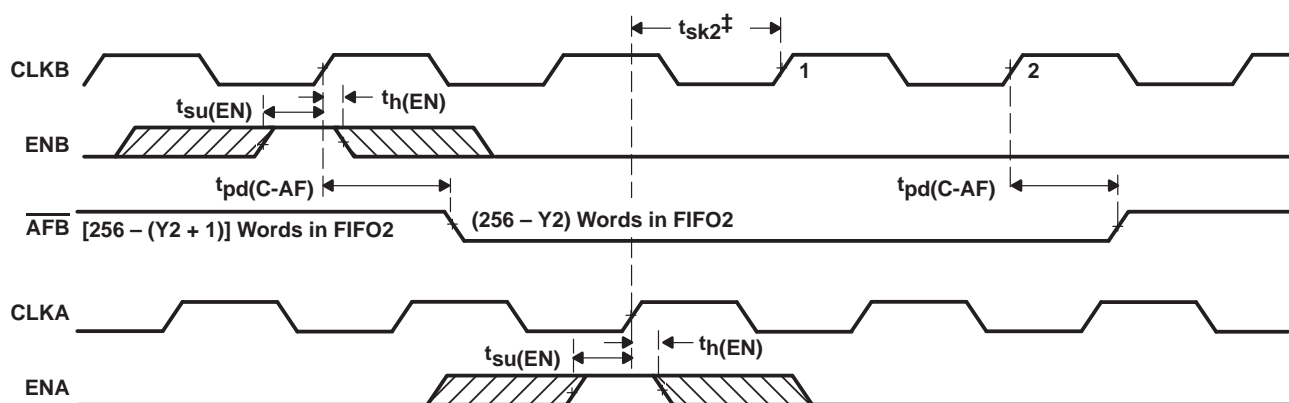 tsk2‡
CLKB
1
2
tsu(EN)
th(EN)
ENB
tpd(C-AF)
tpd(C-AF)
AFB
[256 – (Y2 + 1)] Words in FIFO2
(256 – Y2) Words in FIFO2
CLKA
tsu(EN)
th(EN)
ENA